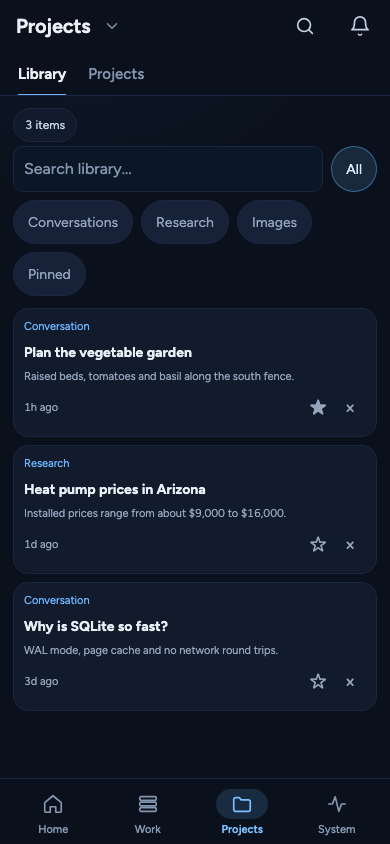 Projects
Library
Projects
3 items
Search library...
All
Conversations
Research
Images
Pinned
Conversation
Plan the vegetable garden
Raised beds, tomatoes and basil along the south fence.
1h ago
Research
Heat pump prices in Arizona
Installed prices range from about $9,000 to $16,000.
1d ago
Conversation
Why is SQLite so fast?
WAL mode, page cache and no network round trips.
3d ago
Home
Work
Projects
System